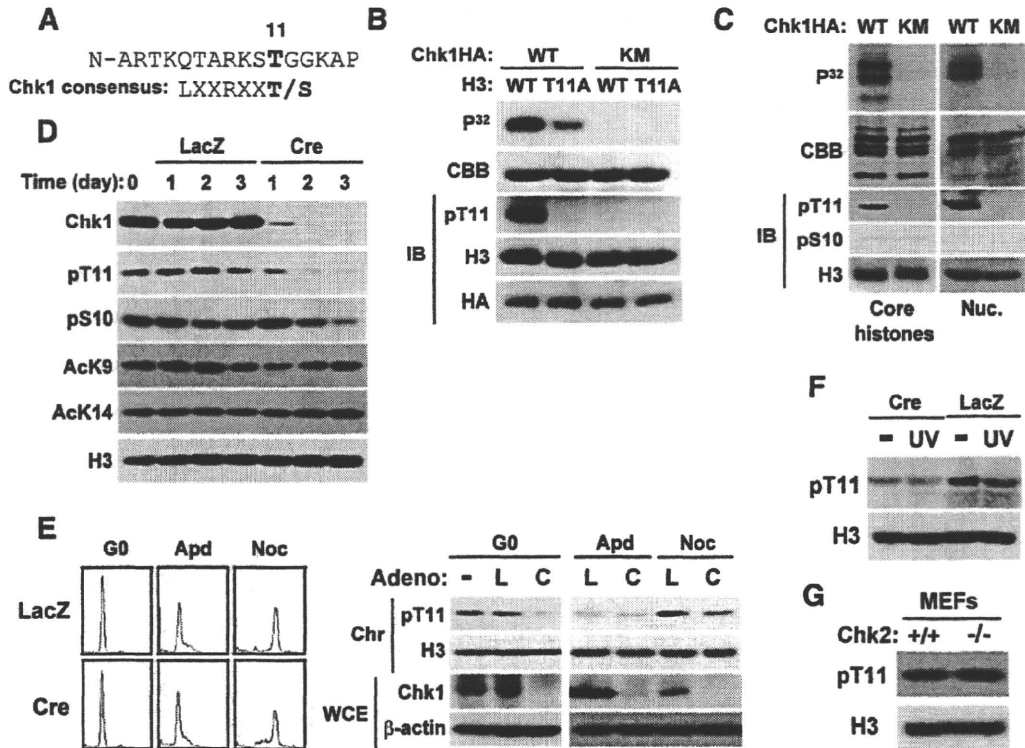 A
11
N-ARTKQTARKSTGGKAP
Chk1 consensus: LXXRXXT/S
B
Chk1HA: WT KM
H3: WT T11A WT T11A
P32
CBB
pT11
IB
H3
HA
C
Chk1HA: WT KM WT KM
P32
CBB
IB
pT11
pS10
H3
Core histones
Nuc.
D
LacZ Cre
Time (day): 0 1 2 3 1 2 3
Chk1
pT11
pS10
AcK9
AcK14
H3
E
G0 Apd Noc
LacZ
Cre
G0 Apd Noc
Adeno: - L C L C L C
Chr
pT11
H3
WCE
Chk1
β-actin
F
Cre LacZ
- UV - UV
pT11
H3
G
MEFs
Chk2: +/+ -/-
pT11
H3